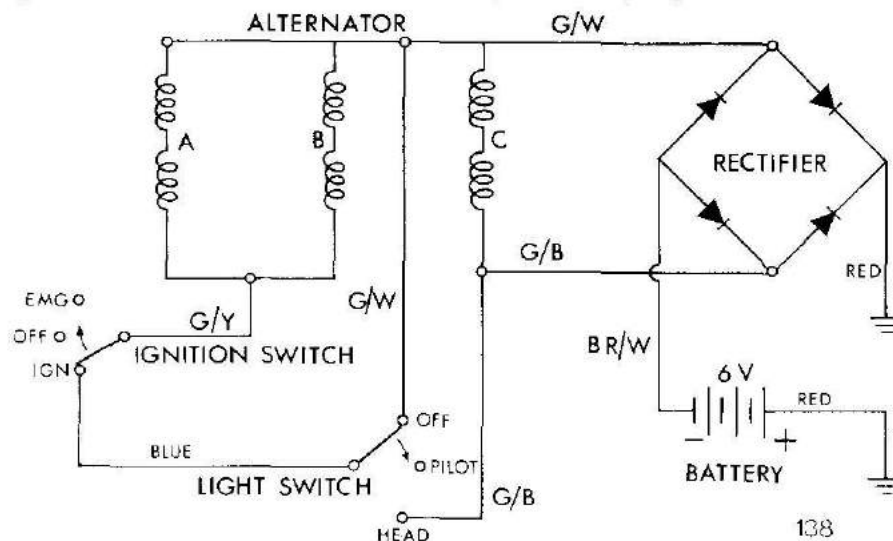 ALTERNATOR
G/W
A
B
C
RECTIFIER
G/B
G/W
RED
EMG
G/Y
OFF
IGNITION SWITCH
IGN
BR/W
6 V
RED
OFF
- +
BLUE
PILOT
BATTERY
LIGHT SWITCH
G/B
HEAD
138